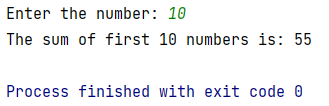 Enter the number: 10
The sum of first 10 numbers is: 55
Process finished with exit code 0